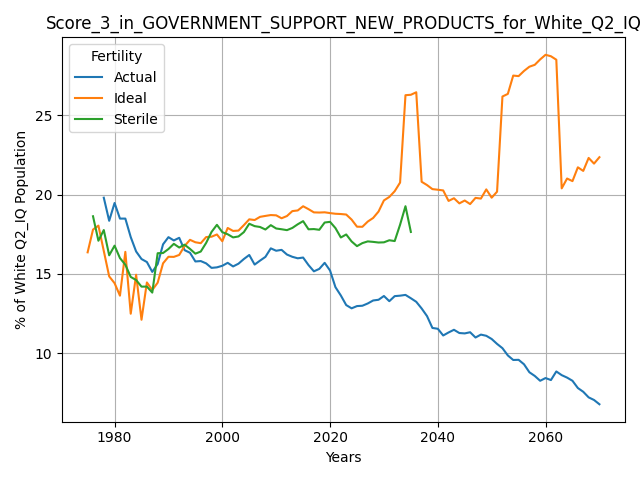 Score_3_in_GOVERNMENT_SUPPORT_NEW_PRODUCTS_for_White_Q2_IQ
Fertility
Actual
Ideal
Sterile
% of White Q2_IQ Population
25
20
15
10
1980 2000 2020 2040 2060
Years